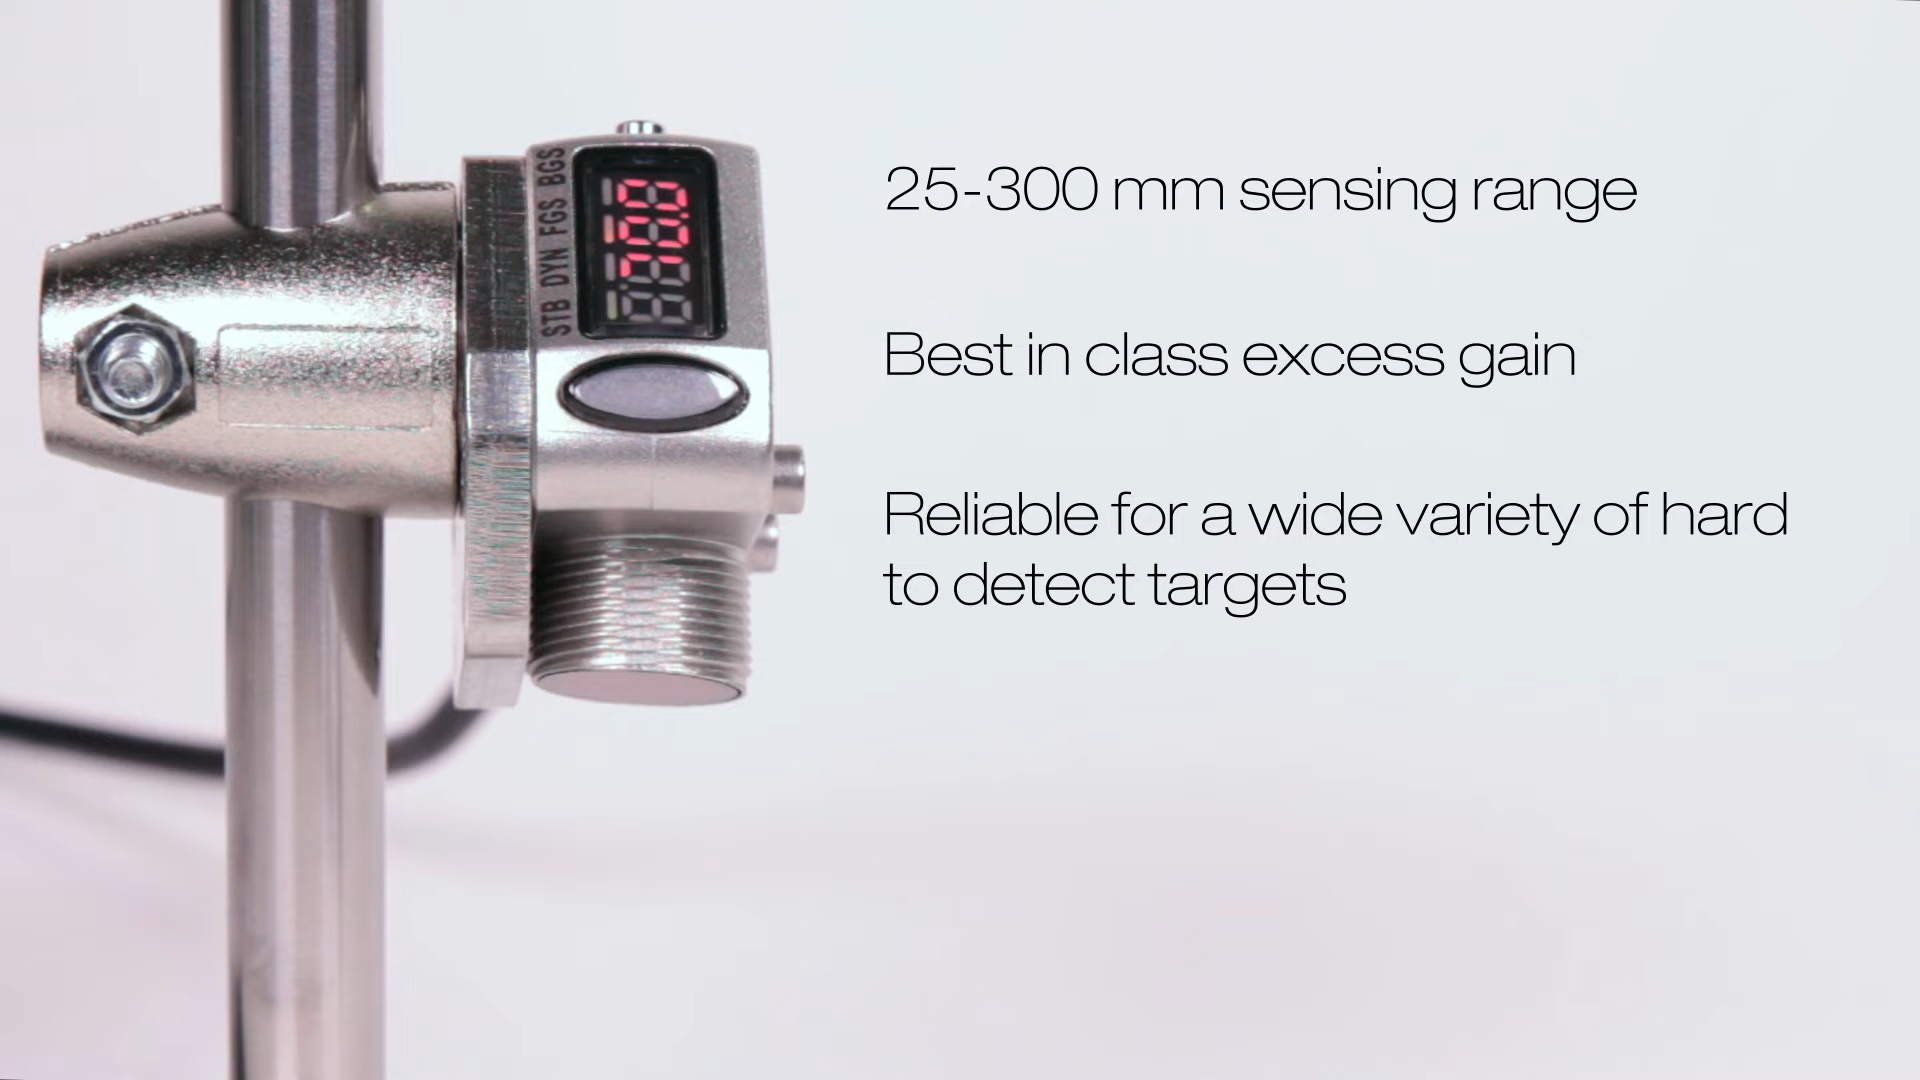 25-300 mm sensing range
Best in class excess gain
Reliable for a wide variety of hard
to detect targets
STB DYN FGS BGS